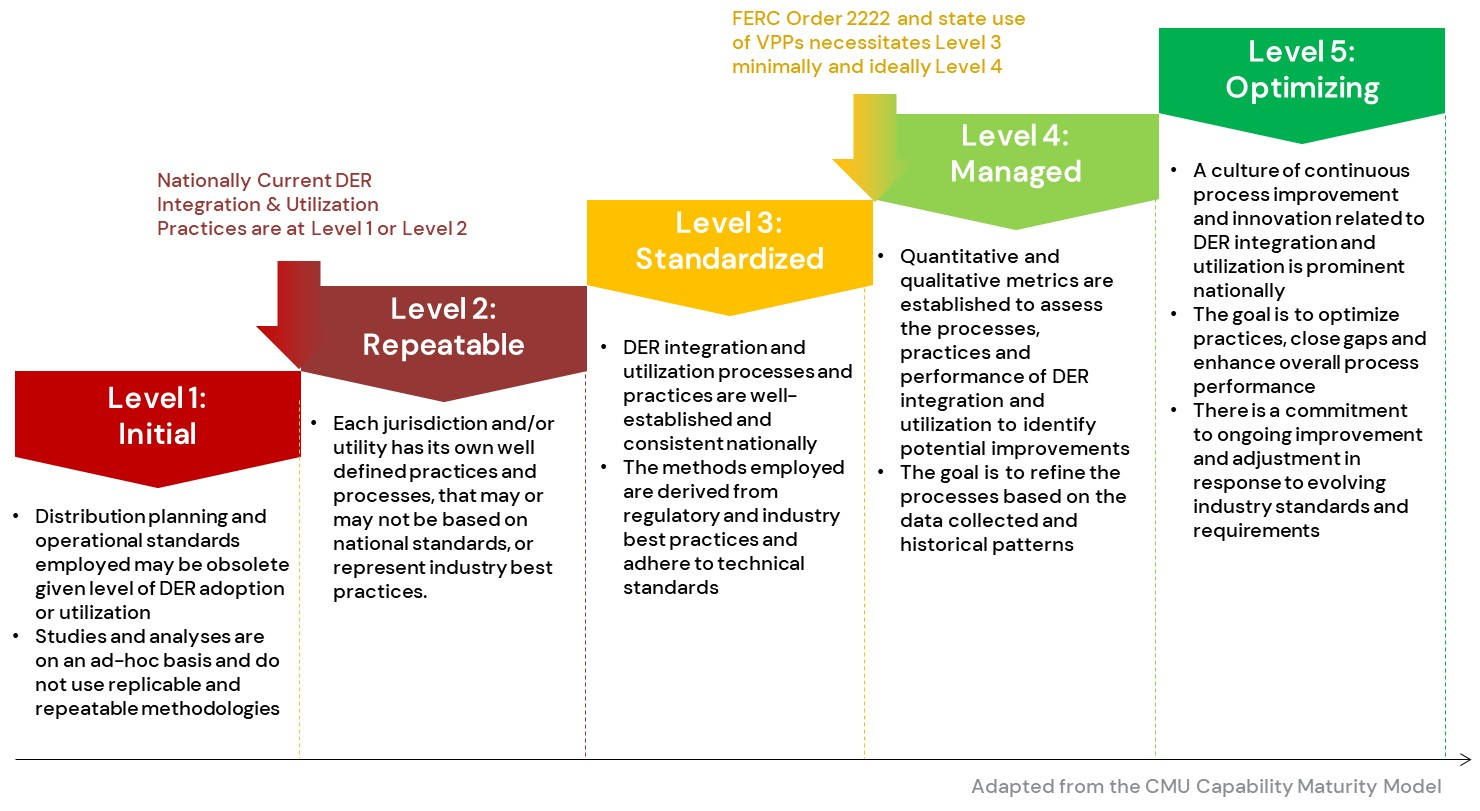 Nationally Current DER
Integration & Utilization
Practices are at Level 1 or Level 2
FERC Order 2222 and state use
of VPPs necessitates Level 3
minimally and ideally Level 4
Level 1:
Initial
• Distribution planning and
operational standards
employed may be obsolete
given level of DER adoption
or utilization
• Studies and analyses are
on an ad-hoc basis and do
not use replicable and
repeatable methodologies
Level 2:
Repeatable
• Each jurisdiction and/or
utility has its own well
defined practices and
processes, that may or
may not be based on
national standards, or
represent industry best
practices.
Level 3:
Standardized
• DER integration and
utilization processes and
practices are well-
established and
consistent nationally
• The methods employed
are derived from
regulatory and industry
best practices and
adhere to technical
standards
Level 4:
Managed
• Quantitative and
qualitative metrics are
established to assess
the processes,
practices and
performance of DER
integration and
utilization to identify
potential improvements
• The goal is to refine the
processes based on the
data collected and
historical patterns
Level 5:
Optimizing
• A culture of continuous
process improvement
and innovation related to
DER integration and
utilization is prominent
nationally
• The goal is to optimize
practices, close gaps and
enhance overall process
performance
• There is a commitment
to ongoing improvement
and adjustment in
response to evolving
industry standards and
requirements
Adapted from the CMU Capability Maturity Model